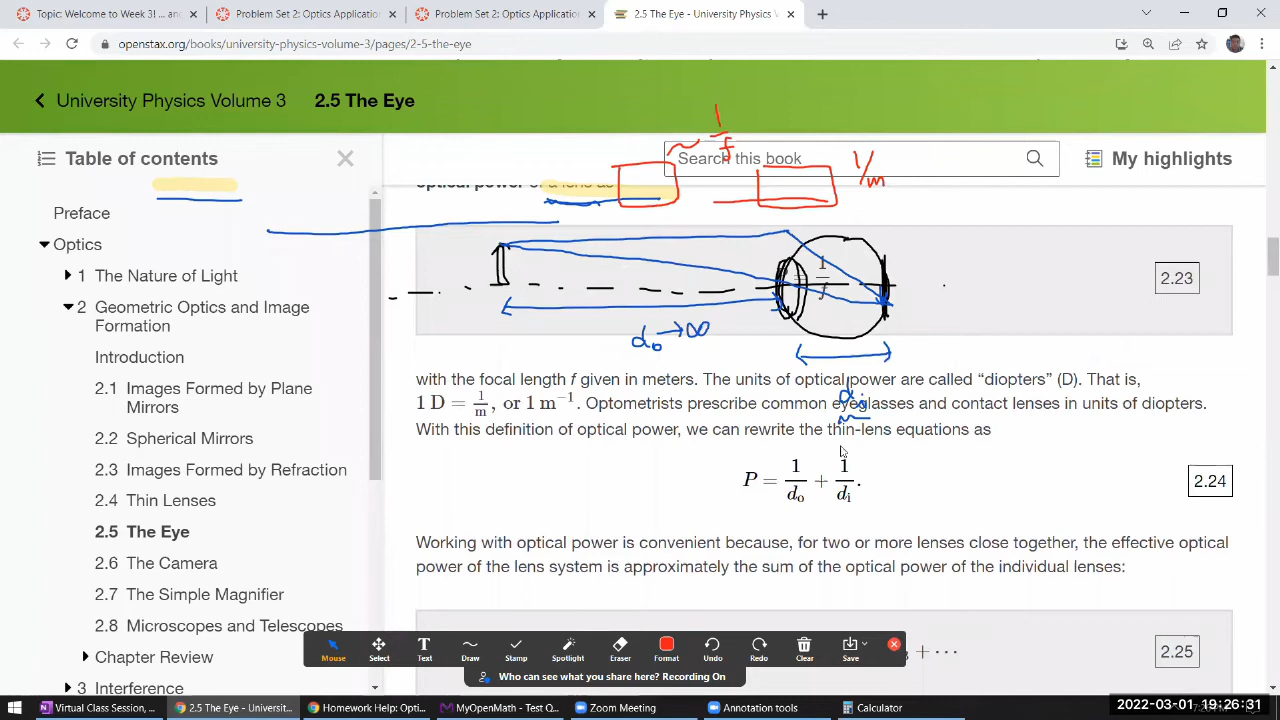 Topic: Welcome to Week 3! ... an
Problem Set 2: Optics Application
Problem Set 2: Optics Application
2.5 The Eye - University Physics V
openstax.org/books/university-physics-volume-3/pages/2-5-the-eye
University Physics Volume 3
2.5 The Eye
Table of contents
Search this book
My highlights
Preface
Optics
1 The Nature of Light
2 Geometric Optics and Image
Formation
Introduction
2.1 Images Formed by Plane
Mirrors
2.2 Spherical Mirrors
2.3 Images Formed by Refraction
2.4 Thin Lenses
2.5 The Eye
2.6 The Camera
2.7 The Simple Magnifier
2.8 Microscopes and Telescopes
Chapter Review
3 Interference
~ 1/f
1/m
optical power of a lens as
= 1/f
2.23
d₀ → ∞
dᵢ
with the focal length f given in meters. The units of optical power are called “diopters” (D). That is,
1 D = 1/m, or 1 m⁻¹. Optometrists prescribe common eyeglasses and contact lenses in units of diopters.
With this definition of optical power, we can rewrite the thin-lens equations as
P = 1/dₒ + 1/dᵢ.
2.24
Working with optical power is convenient because, for two or more lenses close together, the effective optical
power of the lens system is approximately the sum of the optical power of the individual lenses:
+ ⋯
2.25
Mouse
Select
Text
Draw
Stamp
Spotlight
Eraser
Format
Undo
Redo
Clear
Save
Who can see what you share here? Recording On
Virtual Class Session,
2.5 The Eye - Universit...
Homework Help: Opti...
MyOpenMath - Test Q...
Zoom Meeting
Annotation tools
Calculator
2022-03-01 19:26:31